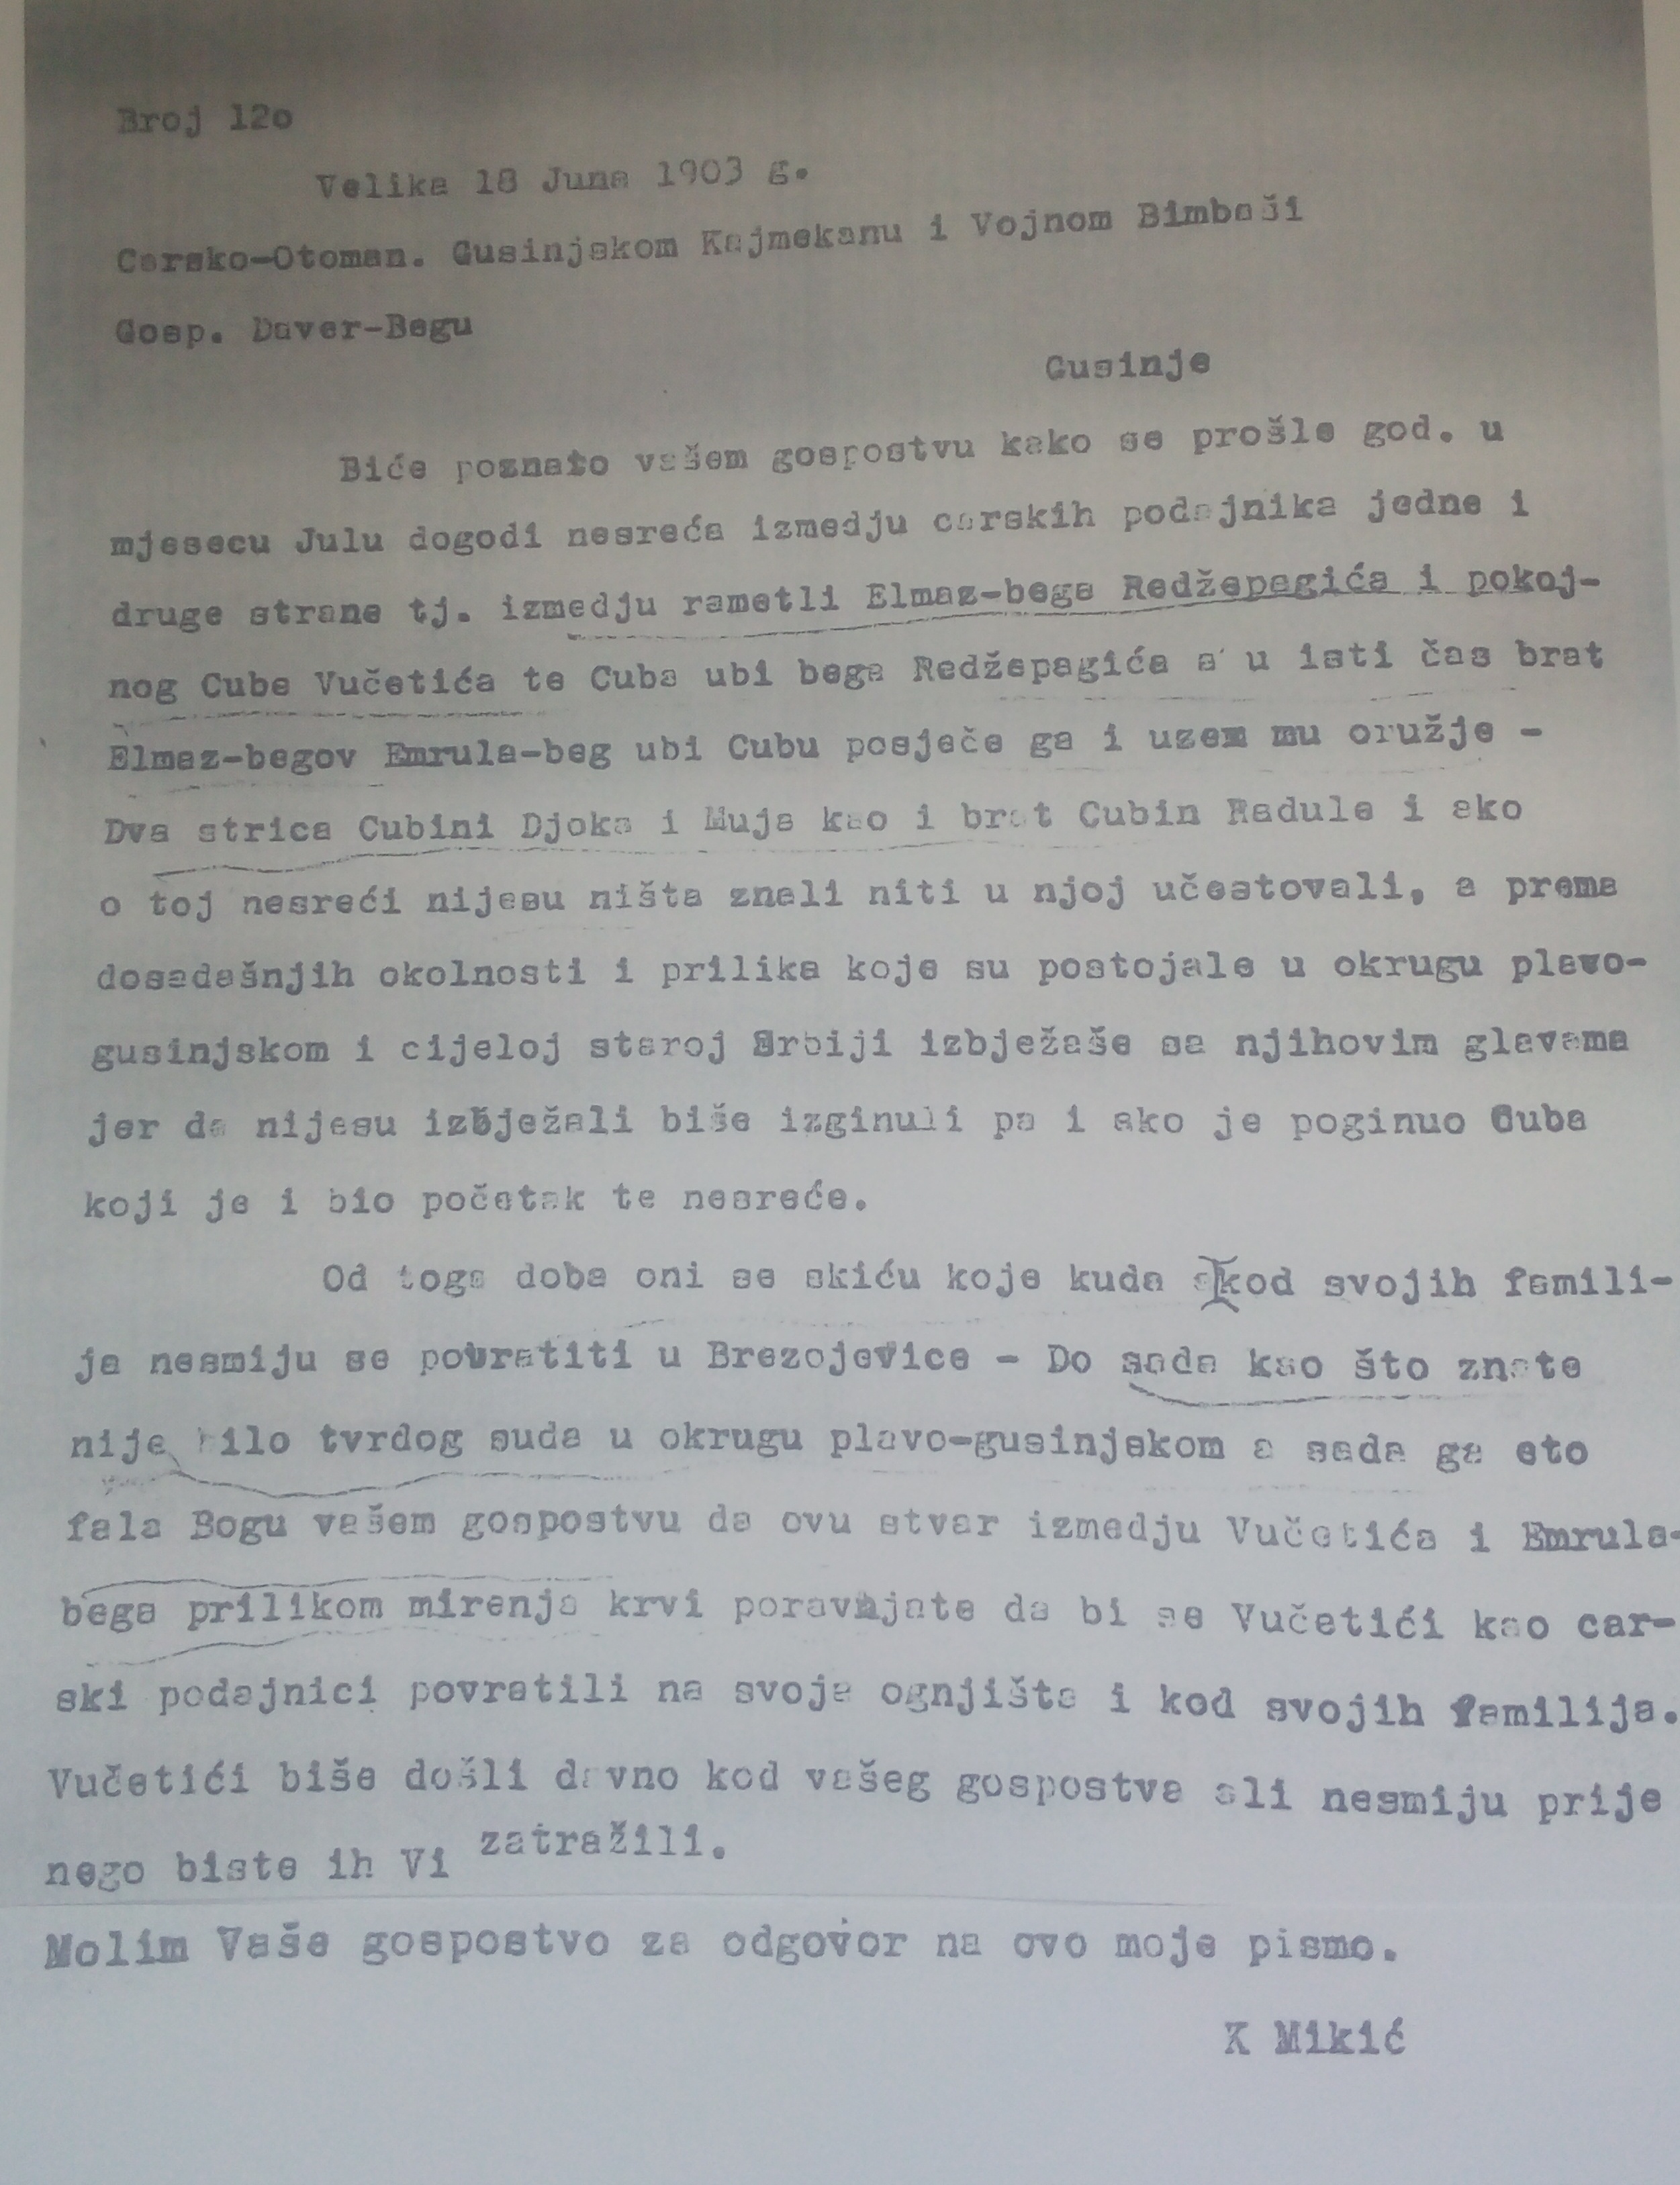 Broj 12o
Velika 18 Juna 1903 g.
Carsko-Otoman. Gusinjskom Kajmekanu i Vojnom Bimbaši
Gosp. Daver-Begu
Gusinje
Biće poznato vašem gospostvu kako se prošle god. u
mjesecu Julu dogodi nesreća izmedju carskih podajnika jedne i
druge strane tj. izmedju rametli Elmaz-bega Redžepagića i pokoj-
nog Cube Vučetića te Cuba ubi bega Redžepagića a u isti čas brat
Elmaz-begov Emrula-beg ubi Cubu posječe ga i uzem mu oružje -
Dva strica Cubini Djoka i Muja kao i brat Cubin Radule i ako
o toj nesreći nijesu ništa znali niti u njoj učestovali, a prema
dosadašnjih okolnosti i prilika koje su postojale u okrugu plavo-
gusinjskom i cijeloj staroj Srbiji izbježaše sa njihovim glavama
jer da nijesu izbježali biše izginuli pa i ako je poginuo Cuba
koji je i bio početak te nesreće.
Od toga doba oni se skiću koje kuda a kod svojih famili-
ja nesmiju se povratiti u Brezojevice - Do sada kao što znate
nije bilo tvrdog suda u okrugu plavo-gusinjskom a sada ga eto
fala Bogu vašem gospostvu da ovu stvar izmedju Vučetića i Emrula-
bega prilikom mirenja krvi poravnjate da bi se Vučetići kao car-
ski podajnici povratili na svoja ognjišta i kod svojih familija.
Vučetići biše došli davno kod vašeg gospostva ali nesmiju prije
nego biste ih Vi zatražili.
Molim Vaše gospostvo za odgovor na ovo moje pismo.
K Mikić